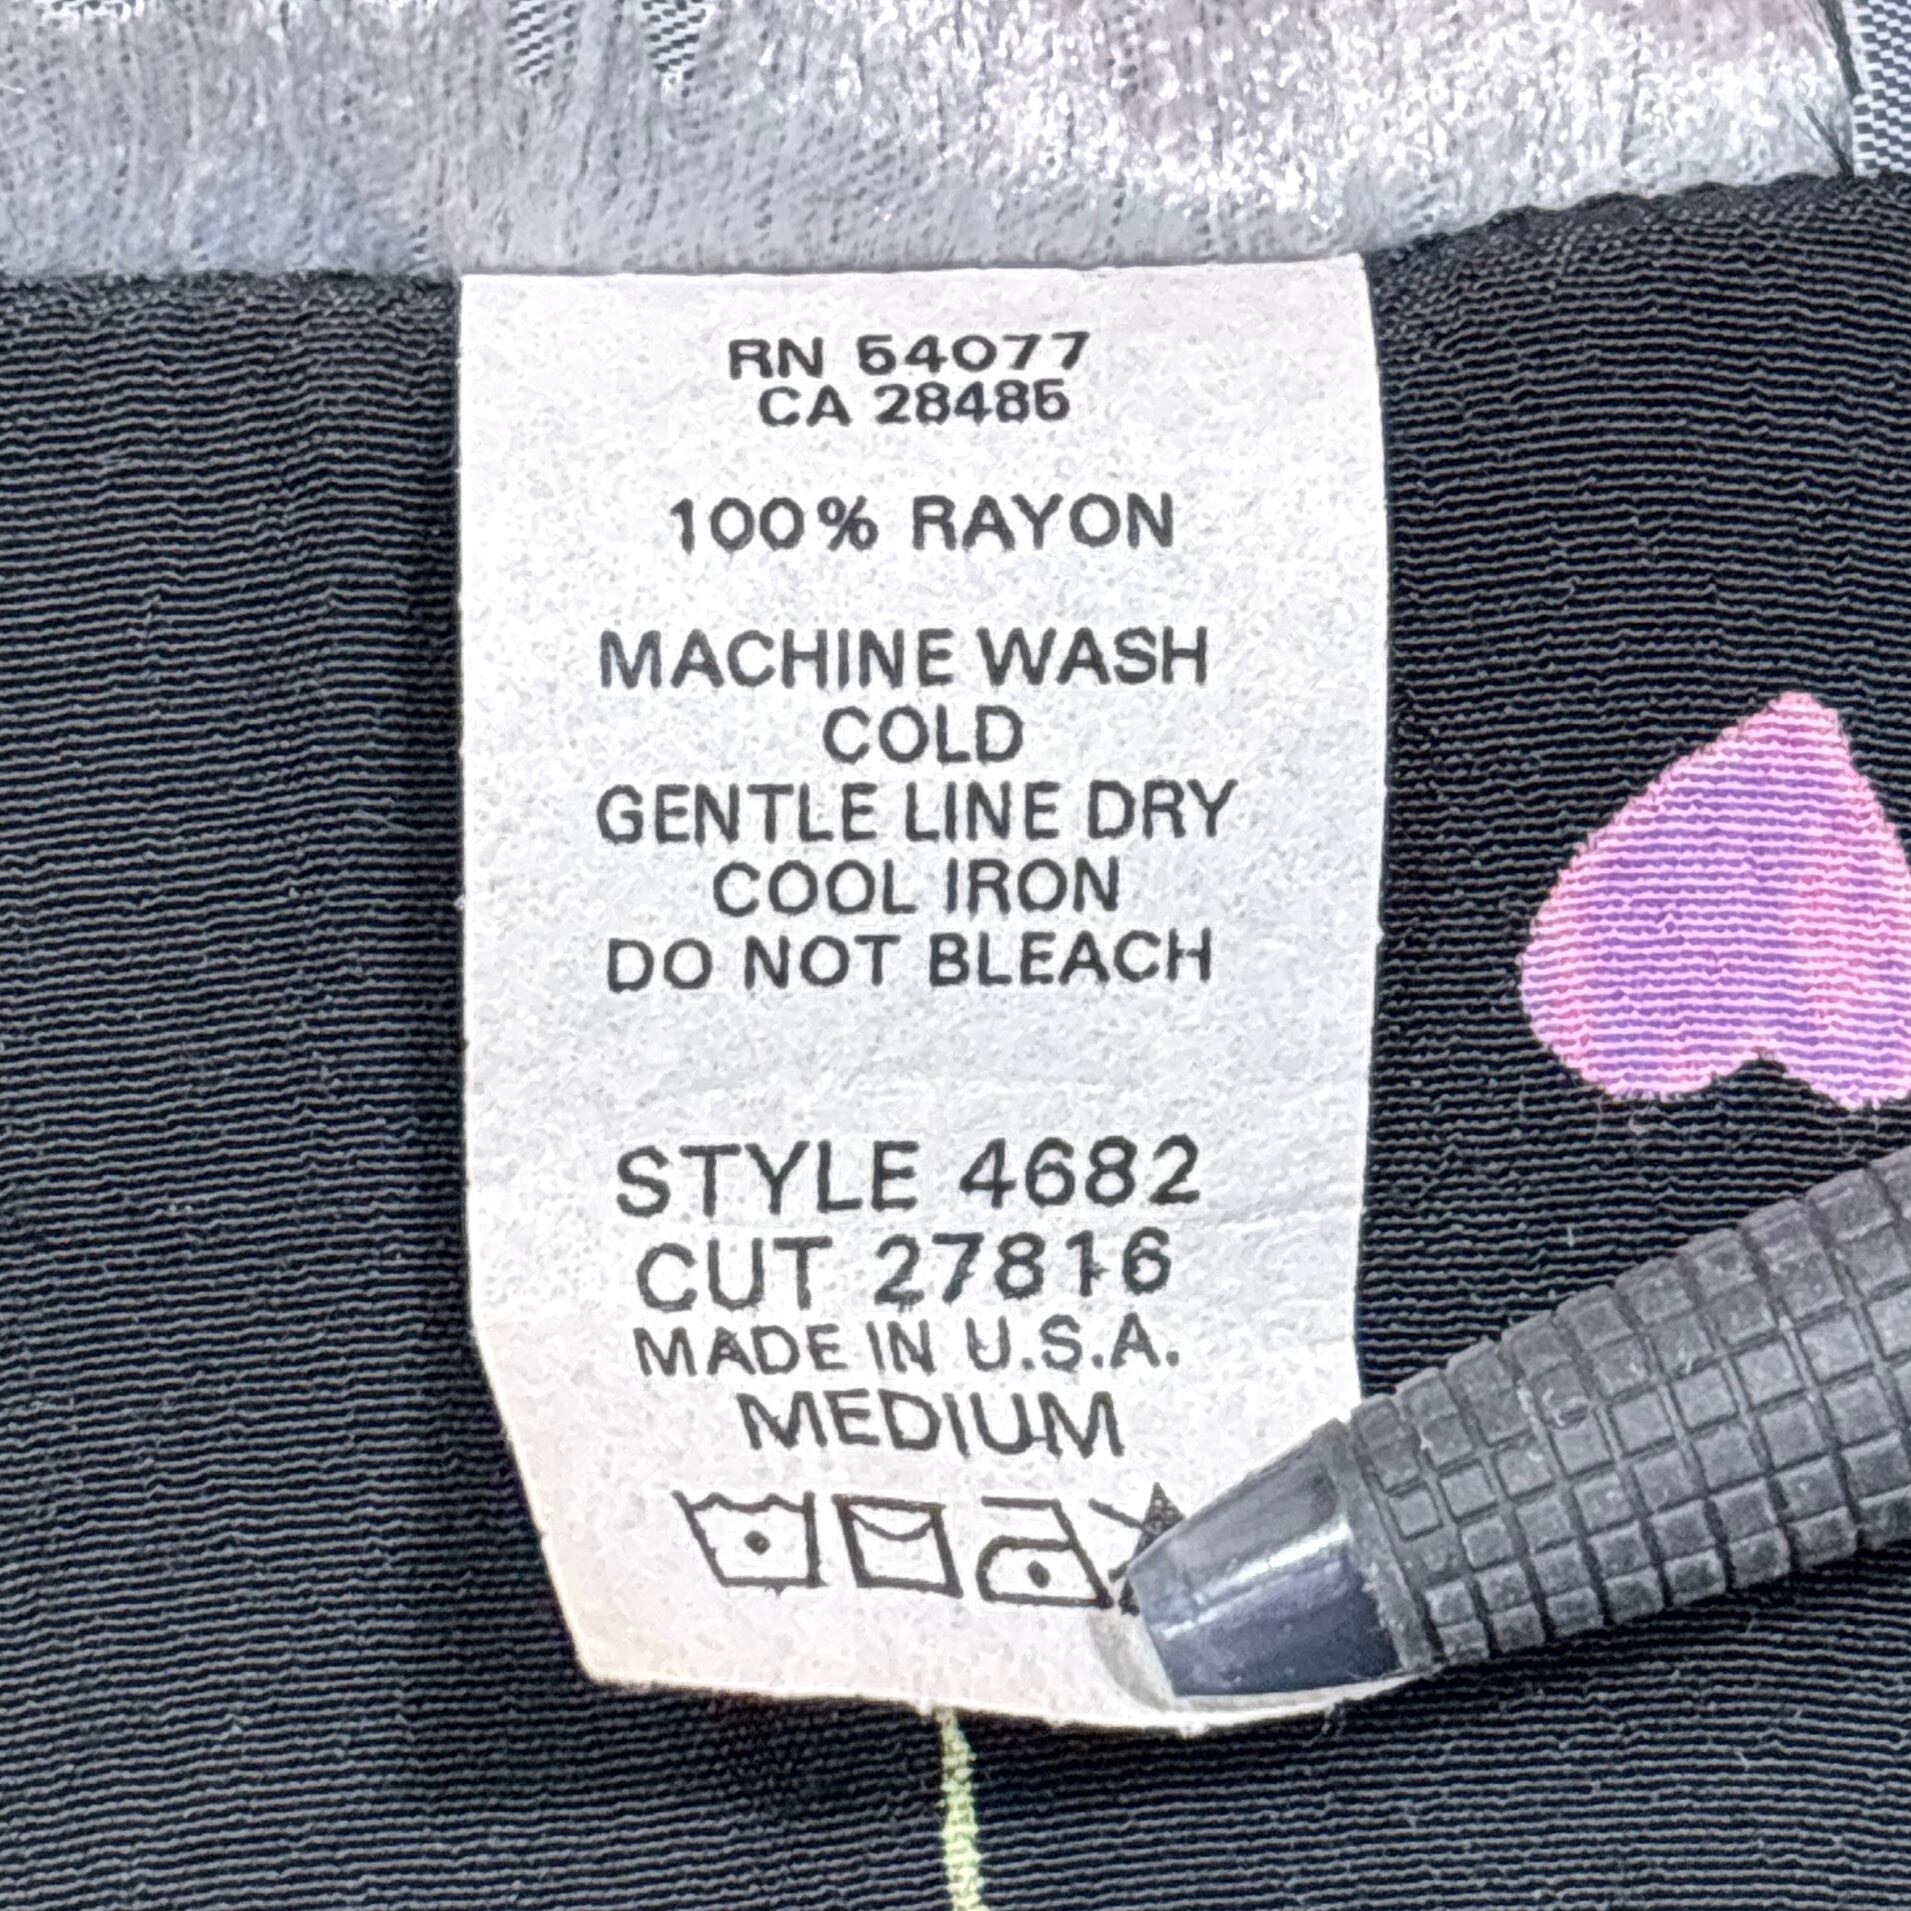 RN 54077
CA 28485
100% RAYON
MACHINE WASH
COLD
GENTLE LINE DRY
COOL IRON
DO NOT BLEACH
STYLE 4682
CUT 27816
MADE IN U.S.A.
MEDIUM